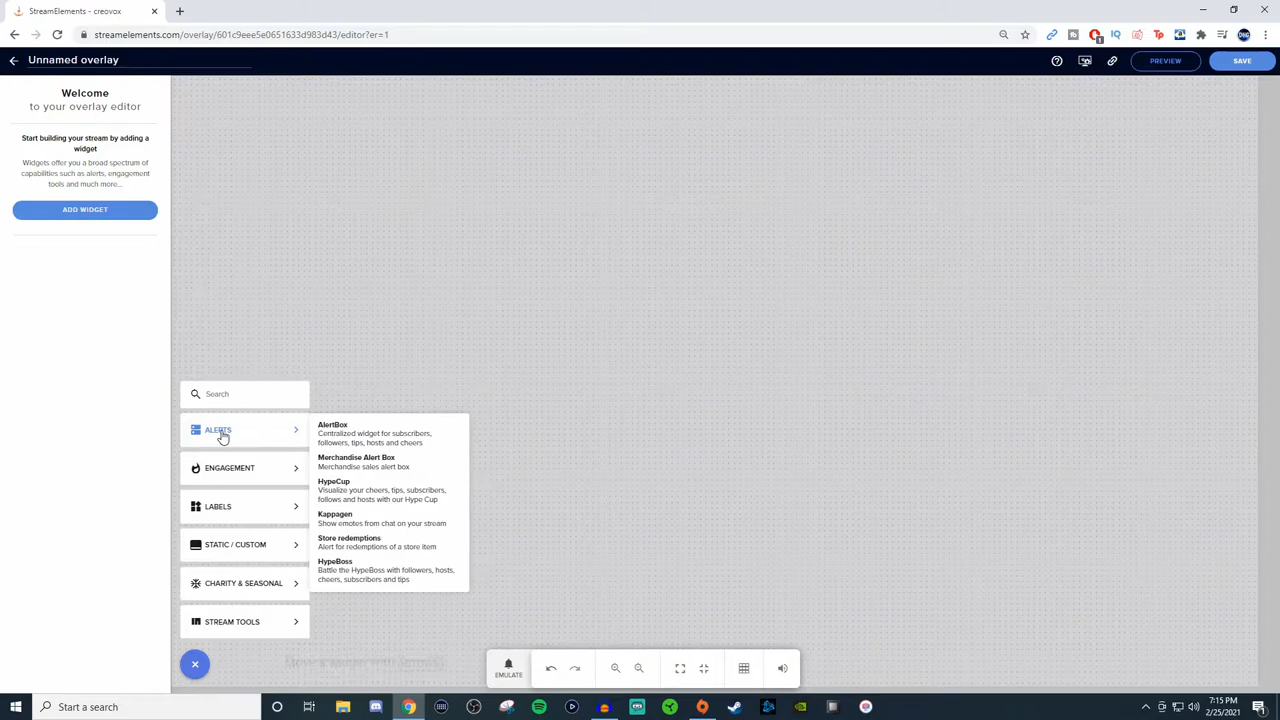 StreamElements - creovox
streamelements.com/overlay/601c9eee5e0651633d983d43/editor?er=1
1
DNG
Unnamed overlay
PREVIEW
SAVE
Welcome
to your overlay editor
Start building your stream by adding a
widget
Widgets offer you a broad spectrum of
capabilities such as alerts, engagement
tools and much more...
ADD WIDGET
Search
ALERTS
ENGAGEMENT
LABELS
STATIC / CUSTOM
CHARITY & SEASONAL
STREAM TOOLS
AlertBox
Centralized widget for subscribers,
followers, tips, hosts and cheers
Merchandise Alert Box
Merchandise sales alert box
HypeCup
Visualize your cheers, tips, subscribers,
follows and hosts with our Hype Cup
Kappagen
Show emotes from chat on your stream
Store redemptions
Alert for redemptions of a store item
HypeBoss
Battle the HypeBoss with followers, hosts,
cheers, subscribers and tips
EMULATE
Start a search
7:15 PM
2/25/2021